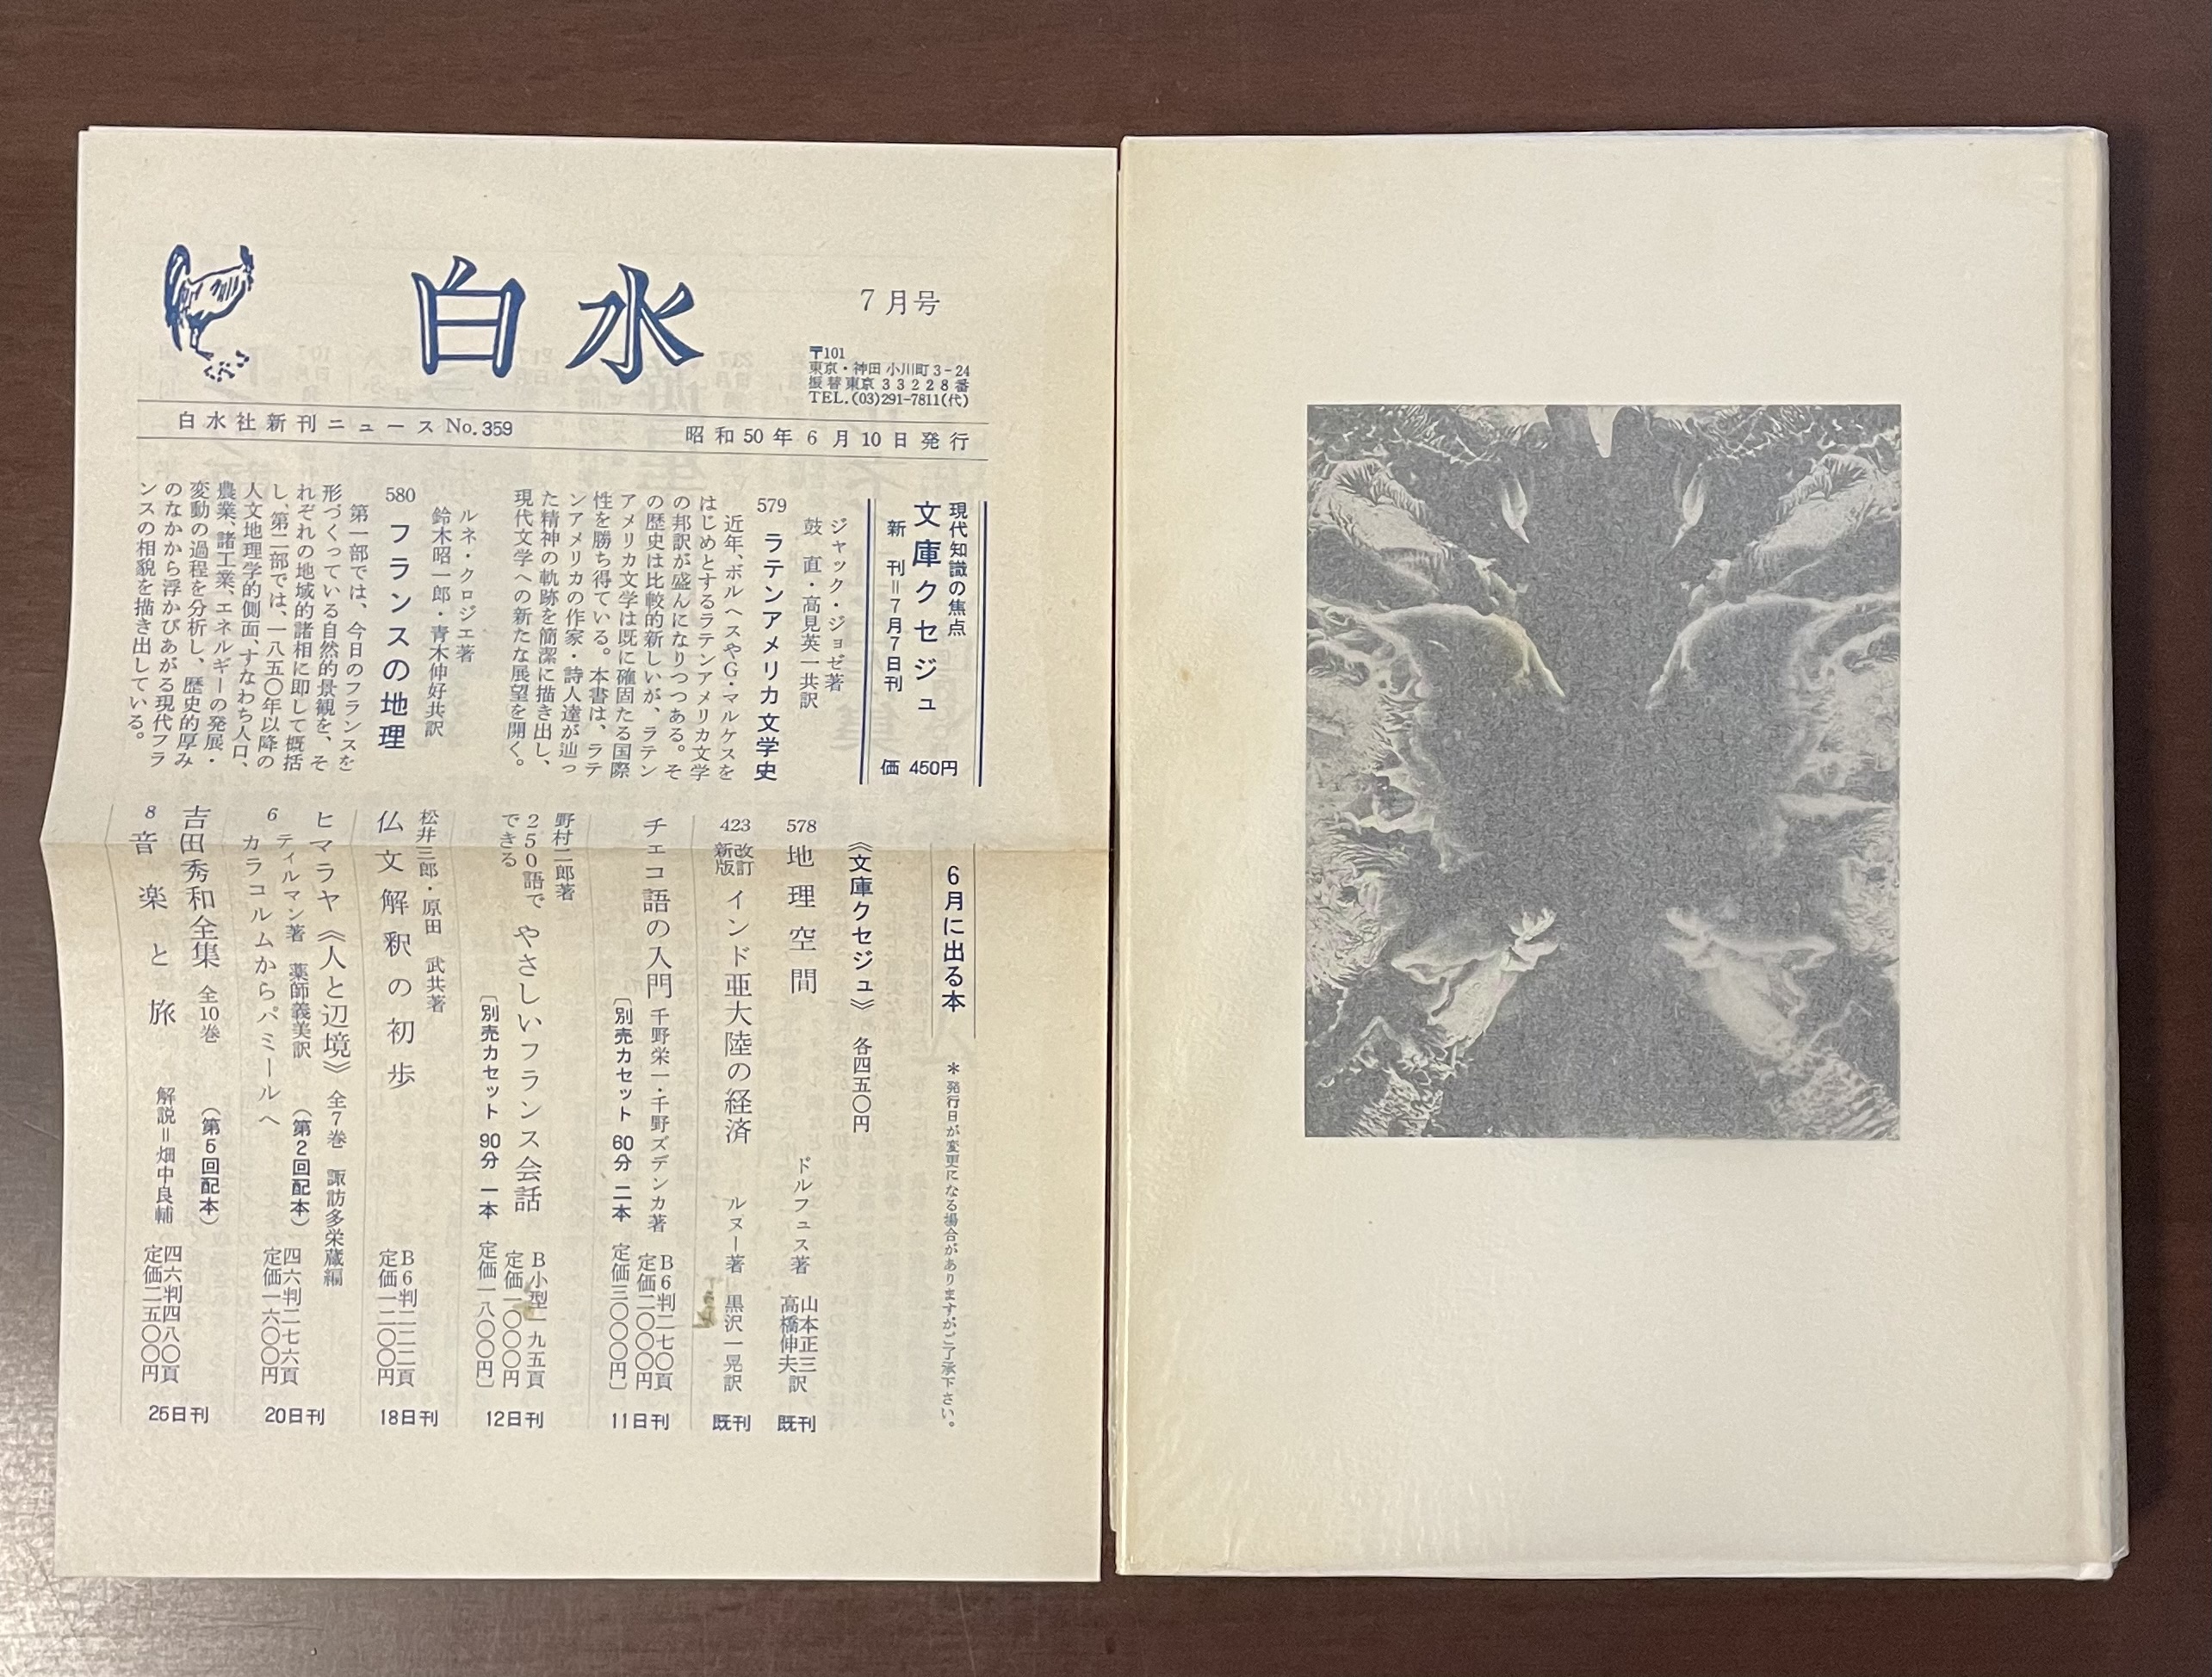 白水
7月号
〒101
東京・神田小川町3-24
振替東京33228番
TEL.(03)291-7811(代)
白水社新刊ニュース No.359
昭和50年6月10日発行
現代知識の焦点
文庫クセジュ
新刊=7月7日刊
価 450円
ジャック・ジョゼ著
鼓 直・高見英一共訳
579 ラテンアメリカ文学史
近年、ボルヘスやG・マルケスを
はじめとするラテンアメリカ文学
の邦訳が盛んになりつつある。そ
の歴史は比較的新しいが、ラテン
アメリカ文学は既に確固たる国際
性を勝ち得ている。本書は、ラテ
ンアメリカの作家・詩人達が辿っ
た精神の軌跡を簡潔に描き出し、
現代文学への新たな展望を開く。
ルネ・クロジエ著
鈴木昭一郎・青木伸好共訳
580 フランスの地理
第一部では、今日のフランスを
形づくっている自然的景観を、そ
れぞれの地域的諸相に即して概括
し、第二部では、一八五〇年以降の
人文地理学的側面、すなわち人口、
農業、諸工業、エネルギーの発展・
変動の過程を分析し、歴史的厚み
のなかから浮かびあがる現代フラ
ンスの相貌を描き出している。
6月に出る本
*発行日が変更になる場合がありますがご了承下さい。
《文庫クセジュ》 各四五〇円
578 地理空間 ドルフュス著 山本正三 高橋伸夫訳 既刊
423 改訂新版 インド亜大陸の経済 ルヌー著 黒沢一晃訳 既刊
チェコ語の入門 千野栄一・千野ズデンカ著 B6判二七〇頁 定価二〇〇〇円
〔別売カセット 60分 二本 定価三〇〇〇円〕 11日刊
野村二郎著
250語でできる やさしいフランス会話 B小型一九五頁 定価一〇〇〇円
〔別売カセット 90分 一本 定価一八〇〇円〕 12日刊
松井三郎・原田 武共著
仏文解釈の初歩 B6判二二二頁 定価一二〇〇円 18日刊
ヒマラヤ《人と辺境》 全7巻 諏訪多栄蔵編
6 ティルマン著 薬師義美訳 (第2回配本) 四六判二七六頁
カラコルムからパミールへ 定価一六〇〇円 20日刊
吉田秀和全集 全10巻 (第5回配本)
8 音楽と旅 解説=畑中良輔 四六判四八〇頁 定価二五〇〇円 25日刊